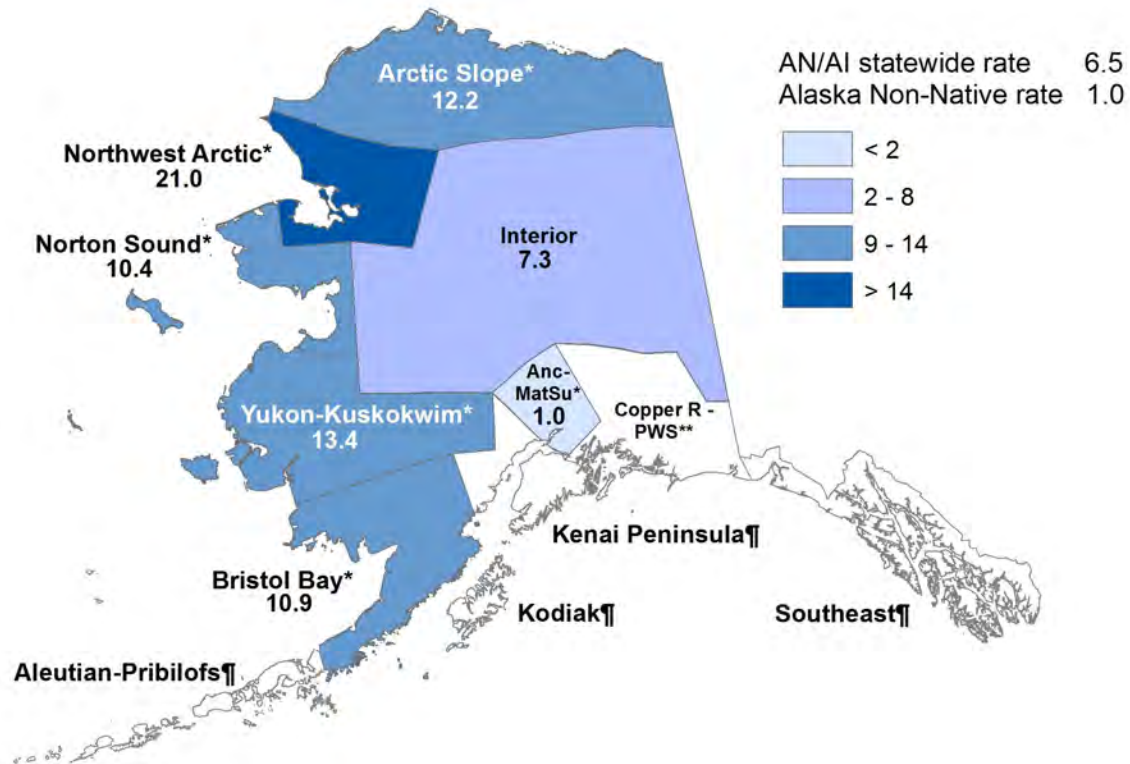 AN/AI statewide rate 6.5
Alaska Non-Native rate 1.0
< 2
2 - 8
9 - 14
> 14
Arctic Slope*
12.2
Northwest Arctic*
21.0
Norton Sound*
10.4
Interior
7.3
Anc-
MatSu*
1.0
Copper R -
PWS**
Yukon-Kuskokwim*
13.4
Kenai Peninsula¶
Bristol Bay*
10.9
Kodiak¶
Southeast¶
Aleutian-Pribilofs¶